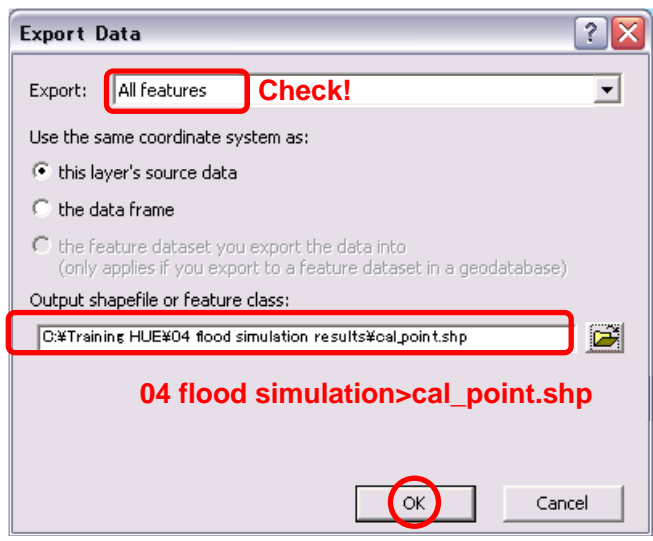 Export Data
Export: All features Check!
Use the same coordinate system as:
this layer's source data
the data frame
the feature dataset you export the data into
(only applies if you export to a feature dataset in a geodatabase)
Output shapefile or feature class:
C:¥Training HUE¥04 flood simulation results¥cal_point.shp
04 flood simulation>cal_point.shp
OK Cancel